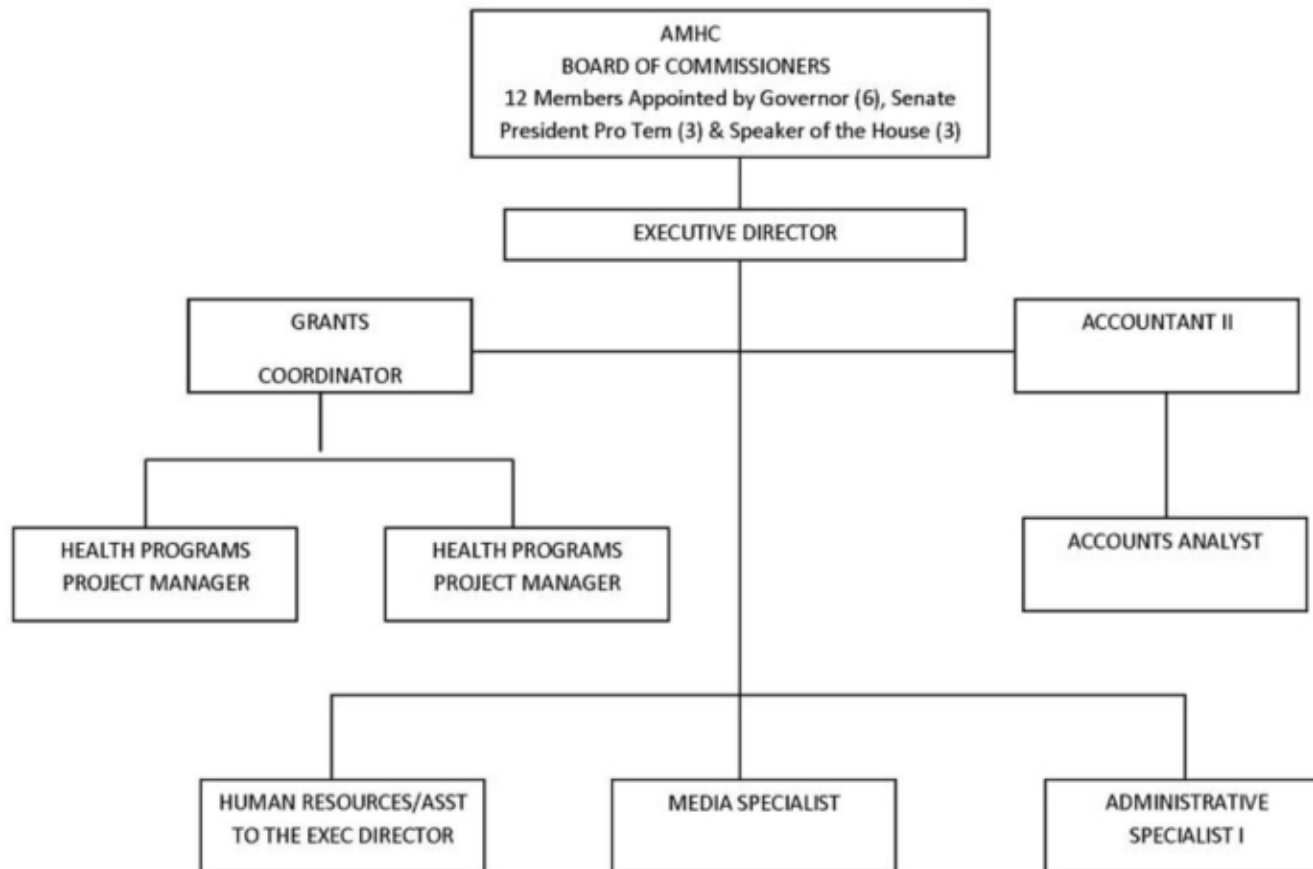 AMHC
BOARD OF COMMISSIONERS
12 Members Appointed by Governor (6), Senate
President Pro Tem (3) & Speaker of the House (3)
EXECUTIVE DIRECTOR
GRANTS
COORDINATOR
ACCOUNTANT II
HEALTH PROGRAMS
PROJECT MANAGER
HEALTH PROGRAMS
PROJECT MANAGER
ACCOUNTS ANALYST
HUMAN RESOURCES/ASST
TO THE EXEC DIRECTOR
MEDIA SPECIALIST
ADMINISTRATIVE
SPECIALIST I